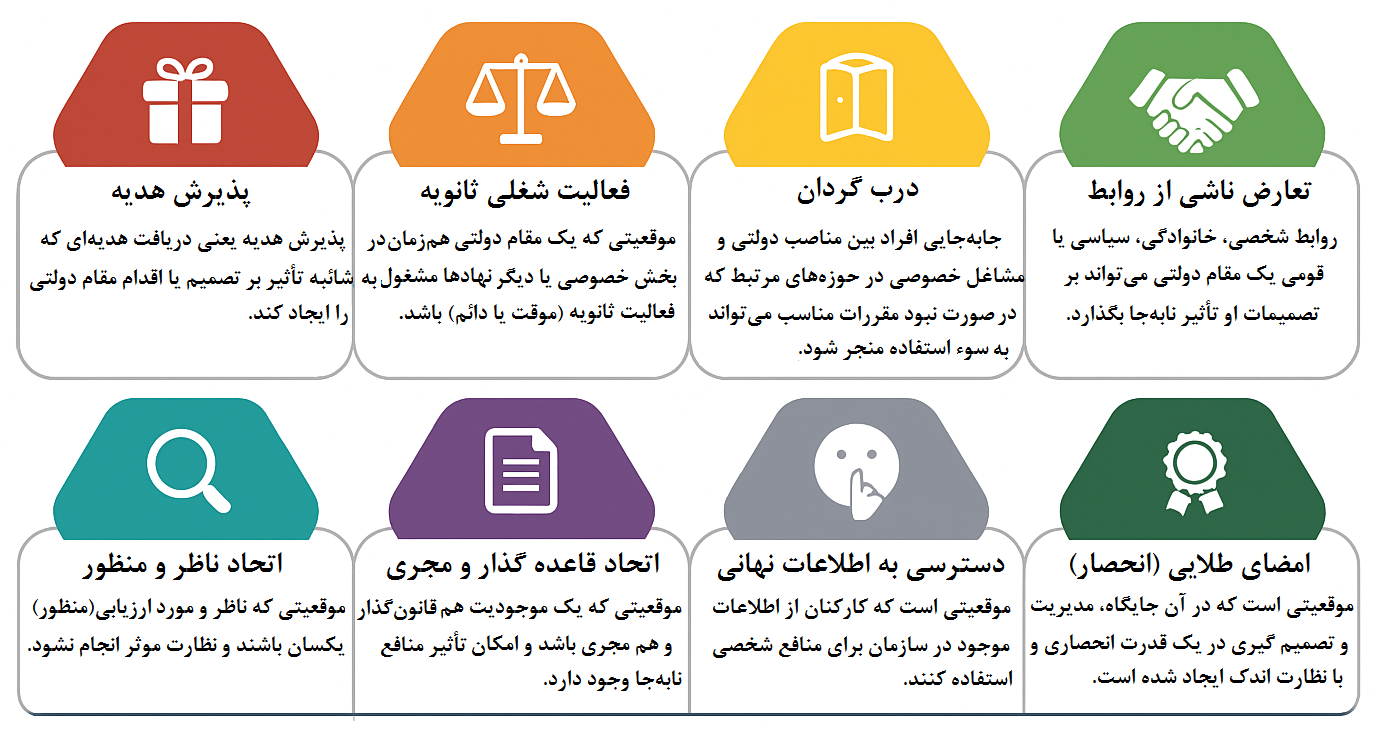 تعارض ناشی از روابط
روابط شخصی، خانوادگی، سیاسی یا
قومی یک مقام دولتی می‌تواند بر
تصمیمات او تأثیر نابه‌جا بگذارد.
درب گردان
جابه‌جایی افراد بین مناصب دولتی و
مشاغل خصوصی در حوزه‌های مرتبط که
در صورت نبود مقررات مناسب می‌تواند
به سوء استفاده منجر شود.
فعالیت شغلی ثانویه
موقعیتی که یک مقام دولتی هم‌زمان در
بخش خصوصی یا دیگر نهادها مشغول به
فعالیت ثانویه (موقت یا دائم) باشد.
پذیرش هدیه
پذیرش هدیه یعنی دریافت هدیه‌ای که
شائبه تأثیر بر تصمیم یا اقدام مقام دولتی
را ایجاد کند.
امضای طلایی (انحصار)
موقعیتی است که در آن جایگاه، مدیریت
و تصمیم گیری در یک قدرت انحصاری و
با نظارت اندک ایجاد شده است.
دسترسی به اطلاعات نهانی
موقعیتی است که کارکنان از اطلاعات
موجود در سازمان برای منافع شخصی
استفاده کنند.
اتحاد قاعده گذار و مجری
موقعیتی که یک موجودیت هم قانون‌گذار
و هم مجری باشد و امکان تأثیر منافع
نابه‌جا وجود دارد.
اتحاد ناظر و منظور
موقعیتی که ناظر و مورد ارزیابی(منظور)
یکسان باشند و نظارت موثر انجام نشود.